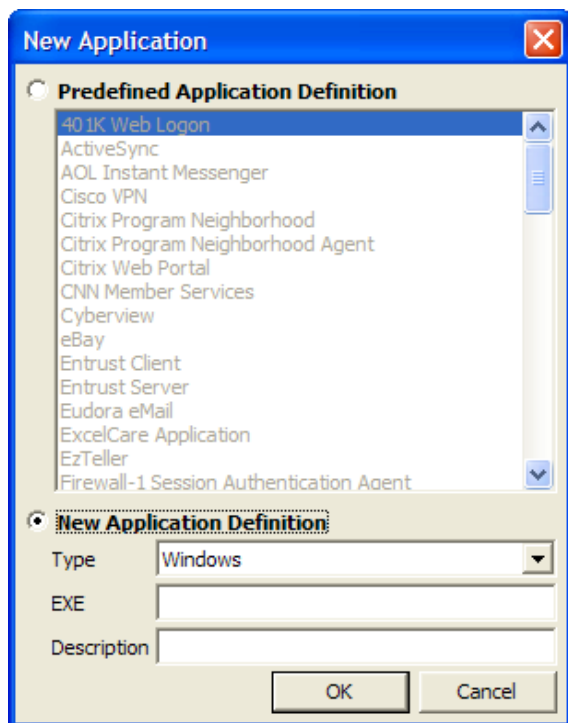 New Application
Predefined Application Definition
401K Web Logon
ActiveSync
AOL Instant Messenger
Cisco VPN
Citrix Program Neighborhood
Citrix Program Neighborhood Agent
Citrix Web Portal
CNN Member Services
Cyberview
eBay
Entrust Client
Entrust Server
Eudora eMail
ExcelCare Application
EzTeller
Firewall-1 Session Authentication Agent
New Application Definition
Type Windows
EXE
Description
OK Cancel